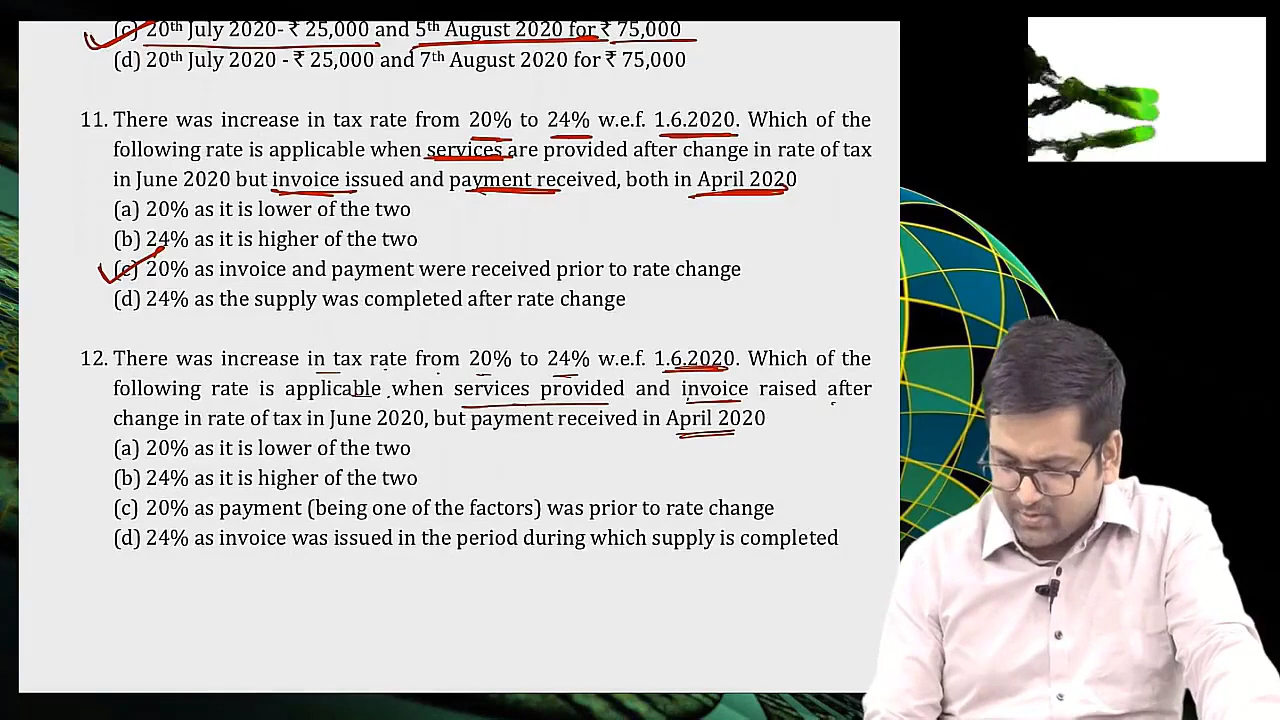 (c) 20th July 2020- ₹ 25,000 and 5th August 2020 for ₹ 75,000
(d) 20th July 2020 - ₹ 25,000 and 7th August 2020 for ₹ 75,000
11. There was increase in tax rate from 20% to 24% w.e.f. 1.6.2020. Which of the
following rate is applicable when services are provided after change in rate of tax
in June 2020 but invoice issued and payment received, both in April 2020
(a) 20% as it is lower of the two
(b) 24% as it is higher of the two
(c) 20% as invoice and payment were received prior to rate change
(d) 24% as the supply was completed after rate change
12. There was increase in tax rate from 20% to 24% w.e.f. 1.6.2020. Which of the
following rate is applicable when services provided and invoice raised after
change in rate of tax in June 2020, but payment received in April 2020
(a) 20% as it is lower of the two
(b) 24% as it is higher of the two
(c) 20% as payment (being one of the factors) was prior to rate change
(d) 24% as invoice was issued in the period during which supply is completed